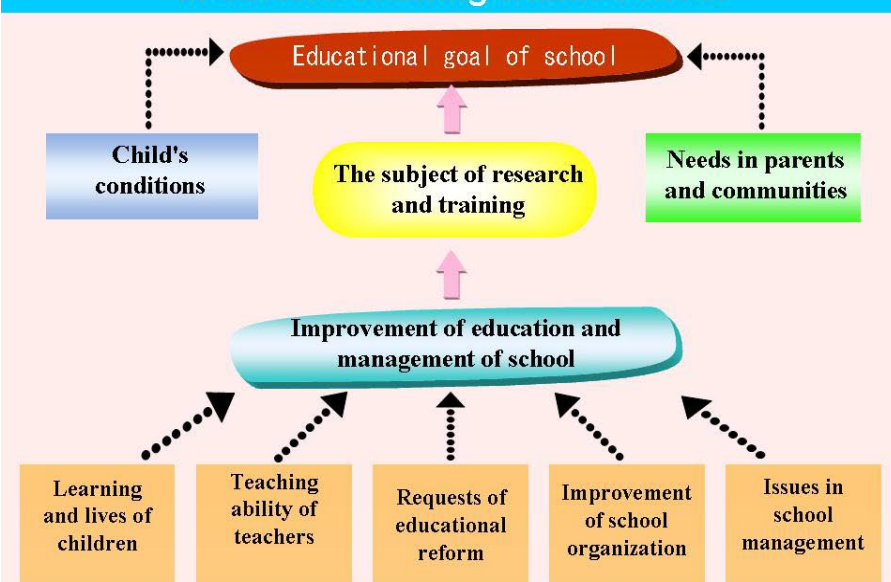 Educational goal of school
Child's
conditions
The subject of research
and training
Needs in parents
and communities
Improvement of education and
management of school
Learning
and lives of
children
Teaching
ability of
teachers
Requests of
educational
reform
Improvement
of school
organization
Issues in
school
management